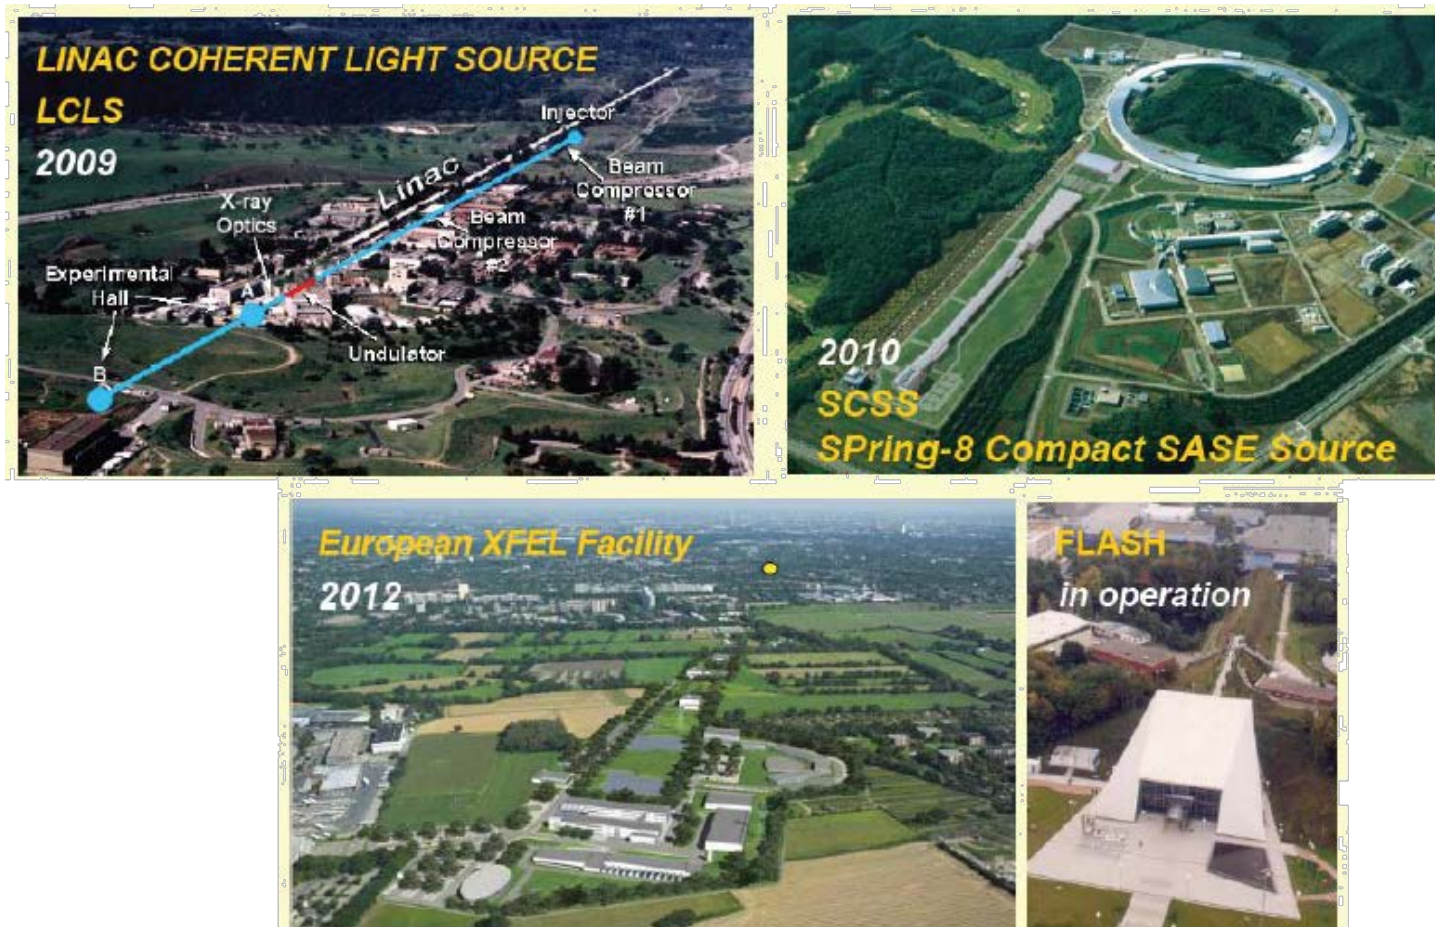 LINAC COHERENT LIGHT SOURCE
LCLS
2009
Injector
Linac
Beam
Compressor
#1
X-ray
Optics
Beam
Compressor
#2
Experimental
Hall
A
Undulator
B
2010
SCSS
SPring-8 Compact SASE Source
European XFEL Facility
2012
FLASH
in operation